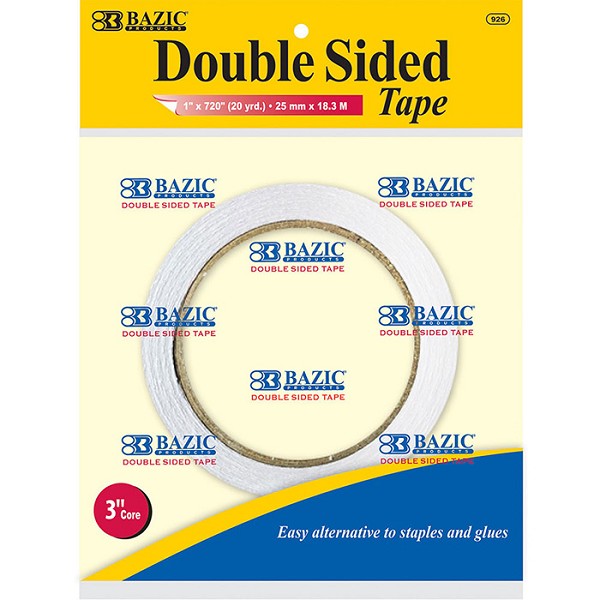 BAZIC
PRODUCTS
926
Double Sided
Tape
1" x 720" (20 yrd.) • 25 mm x 18.3 M
BAZIC
PRODUCTS
DOUBLE SIDED TAPE
BAZIC
PRODUCTS
DOUBLE SIDED TAPE
BAZIC
PRODUCTS
DOUBLE SIDED TAPE
BAZIC
PRODUCTS
DOUBLE SIDED TAPE
BAZIC
PRODUCTS
DOUBLE SIDED TAPE
BAZIC
PRODUCTS
DOUBLE SIDED TAPE
BAZIC
PRODUCTS
DOUBLE SIDED TAPE
BAZIC
PRODUCTS
DOUBLE SIDED TAPE
3" Core
Easy alternative to staples and glues